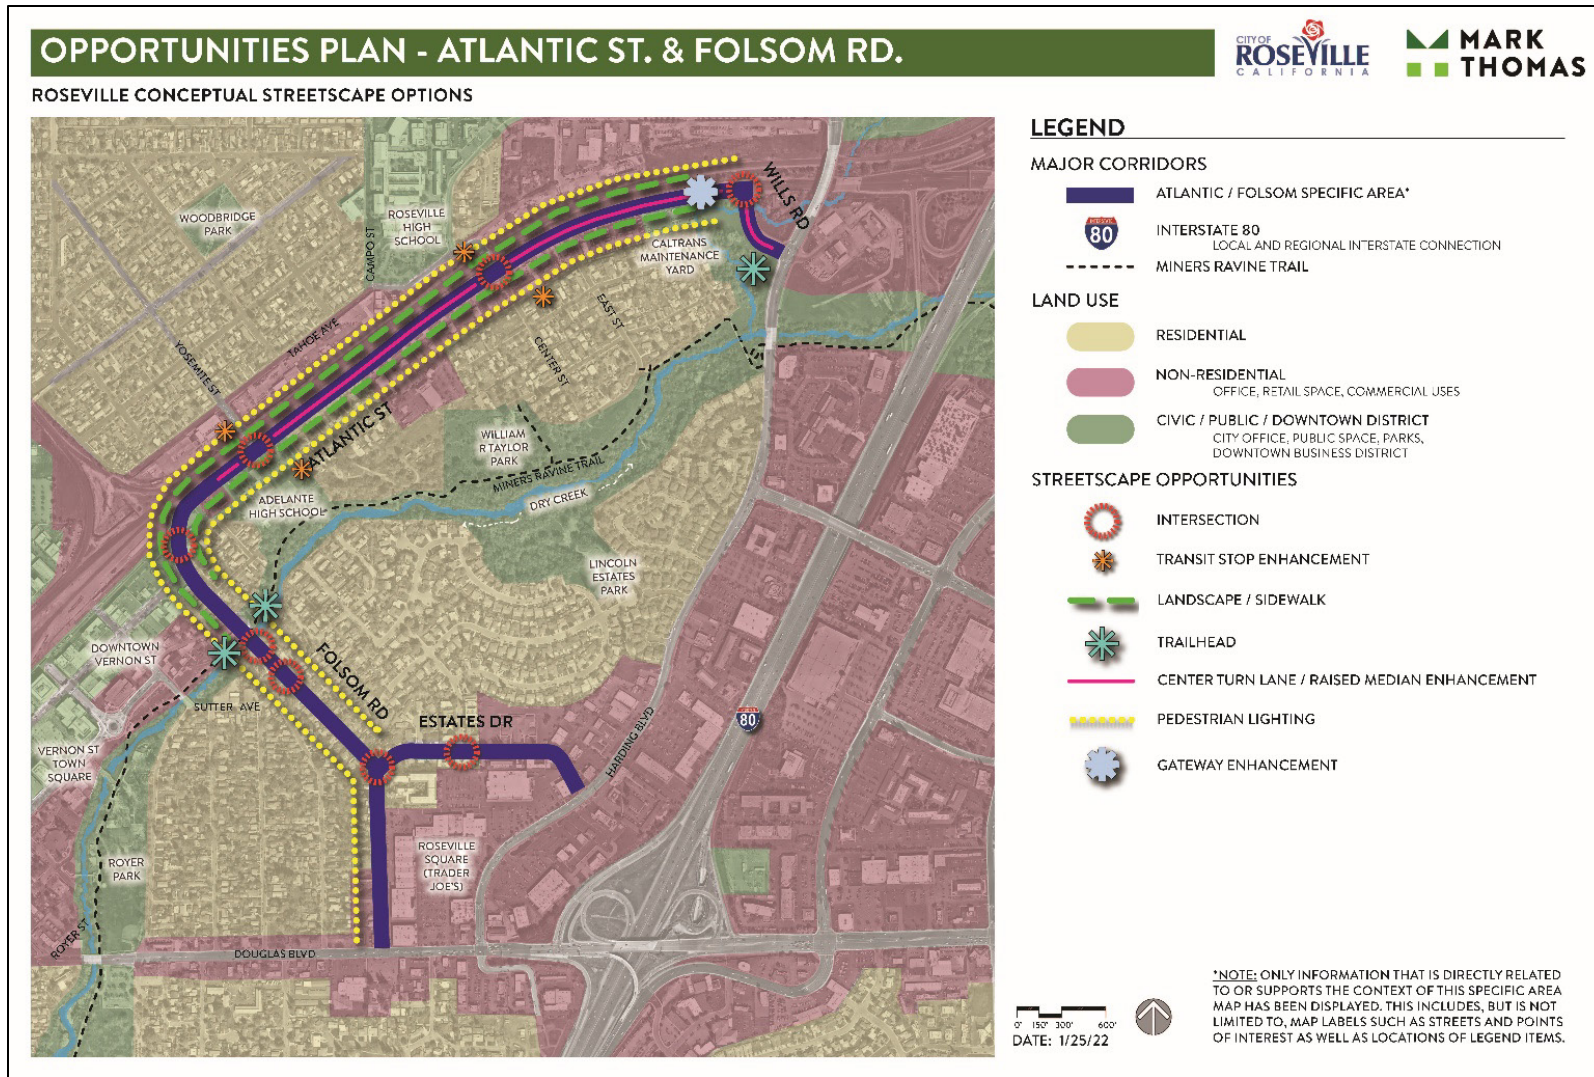 OPPORTUNITIES PLAN - ATLANTIC ST. & FOLSOM RD.
CITY OF
ROSEVILLE
CALIFORNIA
MARK
THOMAS
ROSEVILLE CONCEPTUAL STREETSCAPE OPTIONS
WOODBRIDGE
PARK
CAMPO ST
ROSEVILLE
HIGH
SCHOOL
WILLS RD
CALTRANS
MAINTENANCE
YARD
TAHOE AVE
YOSEMITE ST
EAST ST
CENTER ST
ATLANTIC ST
WILLIAM
R TAYLOR
PARK
MINERS RAVINE TRAIL
ADELANTE
HIGH SCHOOL
DRY CREEK
LINCOLN
ESTATES
PARK
DOWNTOWN
VERNON ST
FOLSOM RD
SUTTER AVE
ESTATES DR
HARDING BLVD
80
VERNON ST
TOWN
SQUARE
ROYER
PARK
ROSEVILLE
SQUARE
(TRADER
JOE'S)
ROYER ST
DOUGLAS BLVD
LEGEND
MAJOR CORRIDORS
ATLANTIC / FOLSOM SPECIFIC AREA*
80
INTERSTATE 80
LOCAL AND REGIONAL INTERSTATE CONNECTION
MINERS RAVINE TRAIL
LAND USE
RESIDENTIAL
NON-RESIDENTIAL
OFFICE, RETAIL SPACE, COMMERCIAL USES
CIVIC / PUBLIC / DOWNTOWN DISTRICT
CITY OFFICE, PUBLIC SPACE, PARKS,
DOWNTOWN BUSINESS DISTRICT
STREETSCAPE OPPORTUNITIES
INTERSECTION
TRANSIT STOP ENHANCEMENT
LANDSCAPE / SIDEWALK
TRAILHEAD
CENTER TURN LANE / RAISED MEDIAN ENHANCEMENT
PEDESTRIAN LIGHTING
GATEWAY ENHANCEMENT
0' 150' 300' 600'
DATE: 1/25/22
*NOTE: ONLY INFORMATION THAT IS DIRECTLY RELATED
TO OR SUPPORTS THE CONTEXT OF THIS SPECIFIC AREA
MAP HAS BEEN DISPLAYED. THIS INCLUDES, BUT IS NOT
LIMITED TO, MAP LABELS SUCH AS STREETS AND POINTS
OF INTEREST AS WELL AS LOCATIONS OF LEGEND ITEMS.